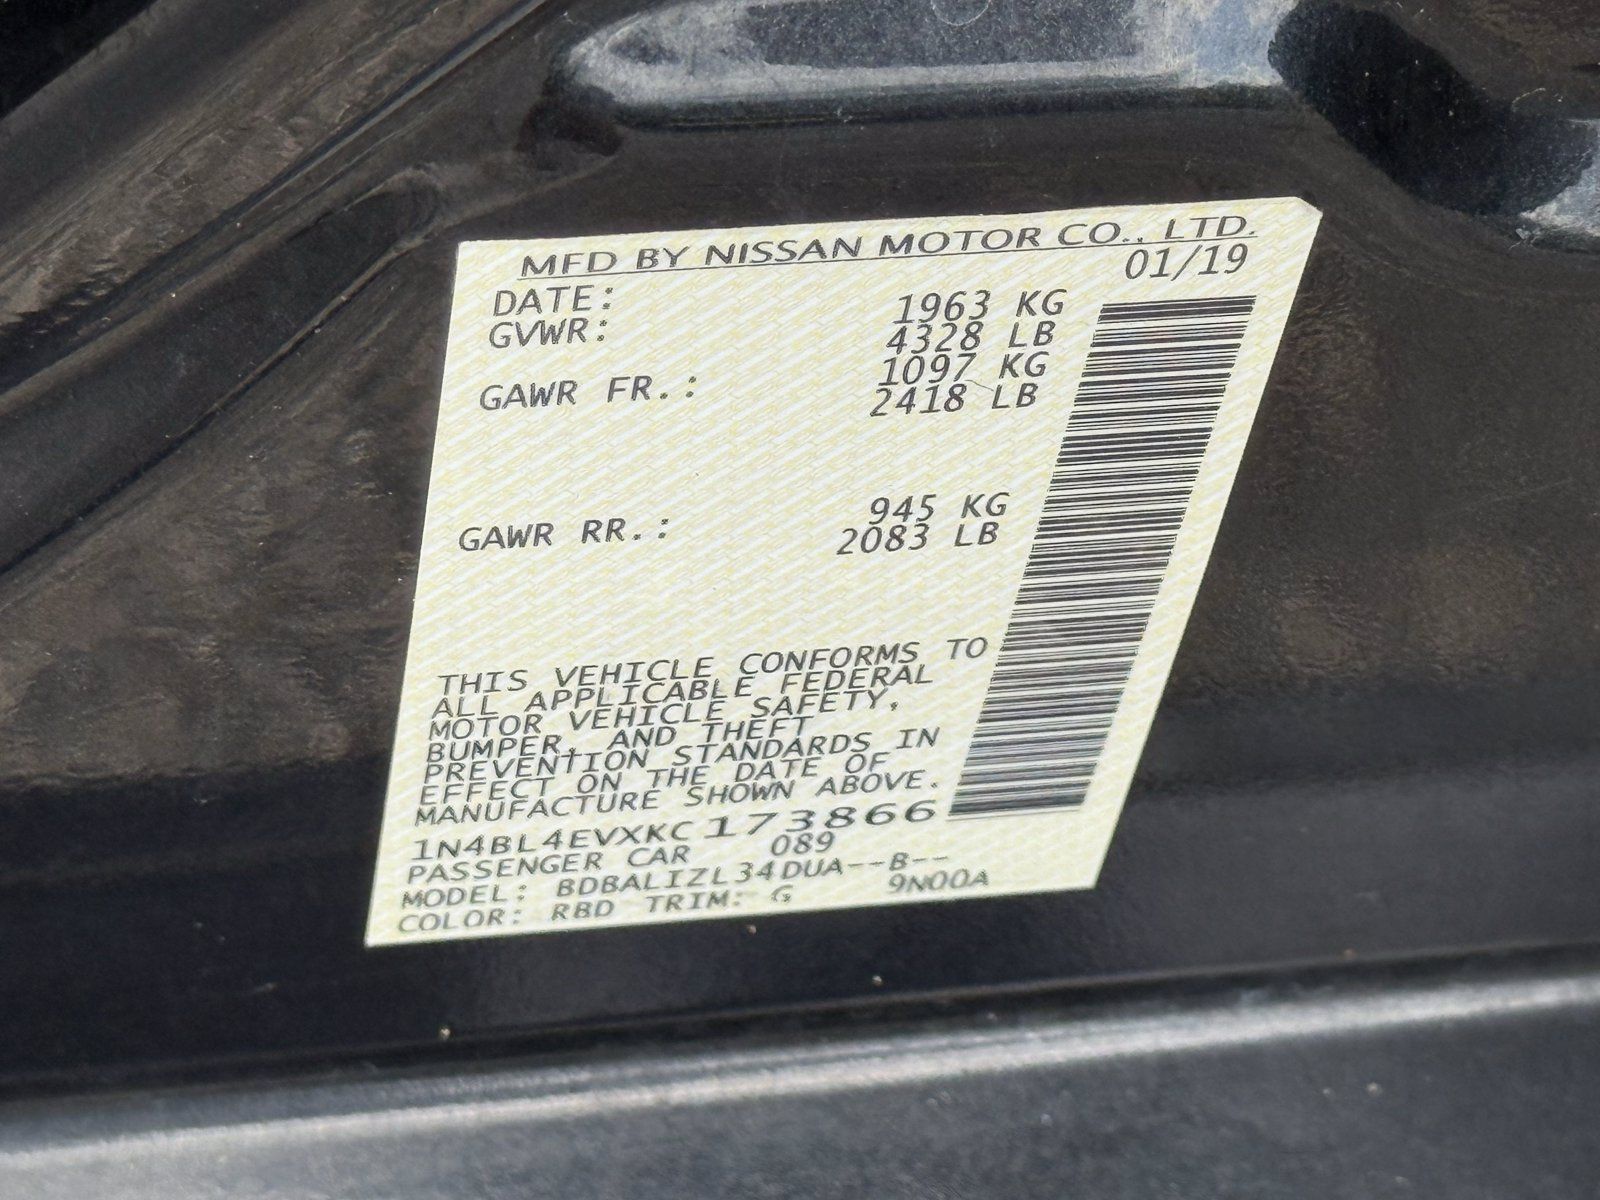 MFD BY NISSAN MOTOR CO., LTD.
DATE: 01/19
GVWR: 1963 KG
4328 LB
GAWR FR.: 1097 KG
2418 LB
GAWR RR.: 945 KG
2083 LB
THIS VEHICLE CONFORMS TO
ALL APPLICABLE FEDERAL
MOTOR VEHICLE SAFETY,
BUMPER, AND THEFT
PREVENTION STANDARDS IN
EFFECT ON THE DATE OF
MANUFACTURE SHOWN ABOVE.
1N4BL4EVXKC173866
PASSENGER CAR 089
MODEL: BDBALIZL34DUA--B--
COLOR: RBD TRIM: G 9N00A